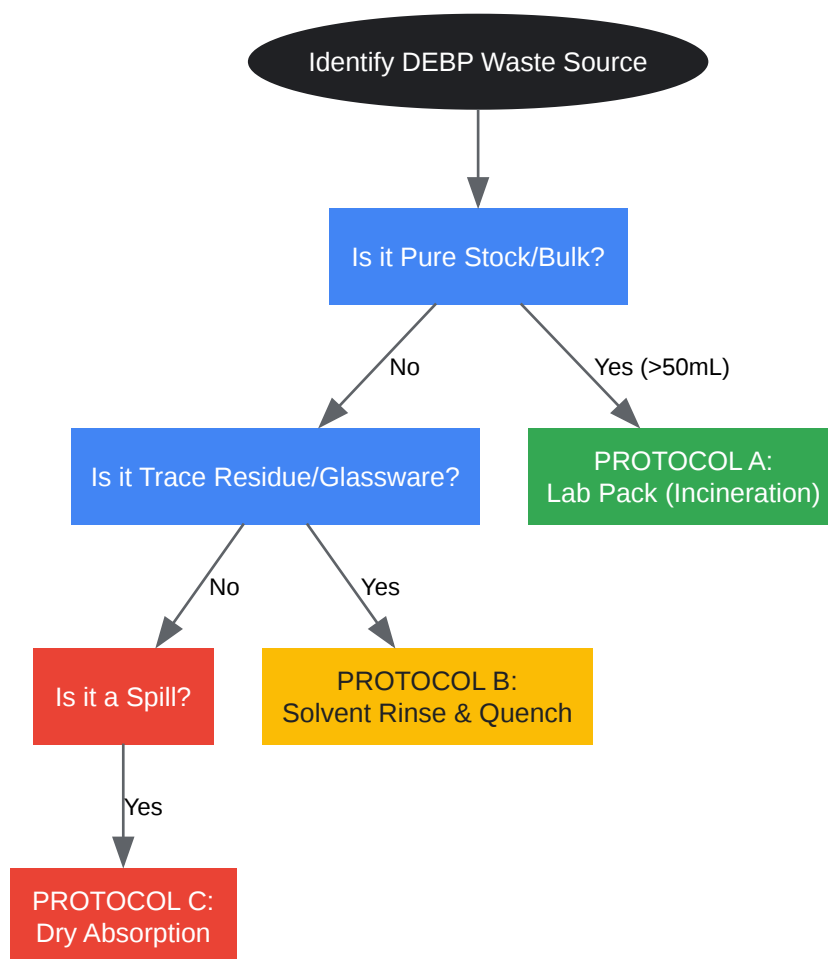 Identify DEBP Waste Source
Is it Pure Stock/Bulk?
No
Yes (>50mL)
Is it Trace Residue/Glassware?
PROTOCOL A:
Lab Pack (Incineration)
No
Yes
Is it a Spill?
PROTOCOL B:
Solvent Rinse & Quench
Yes
PROTOCOL C:
Dry Absorption